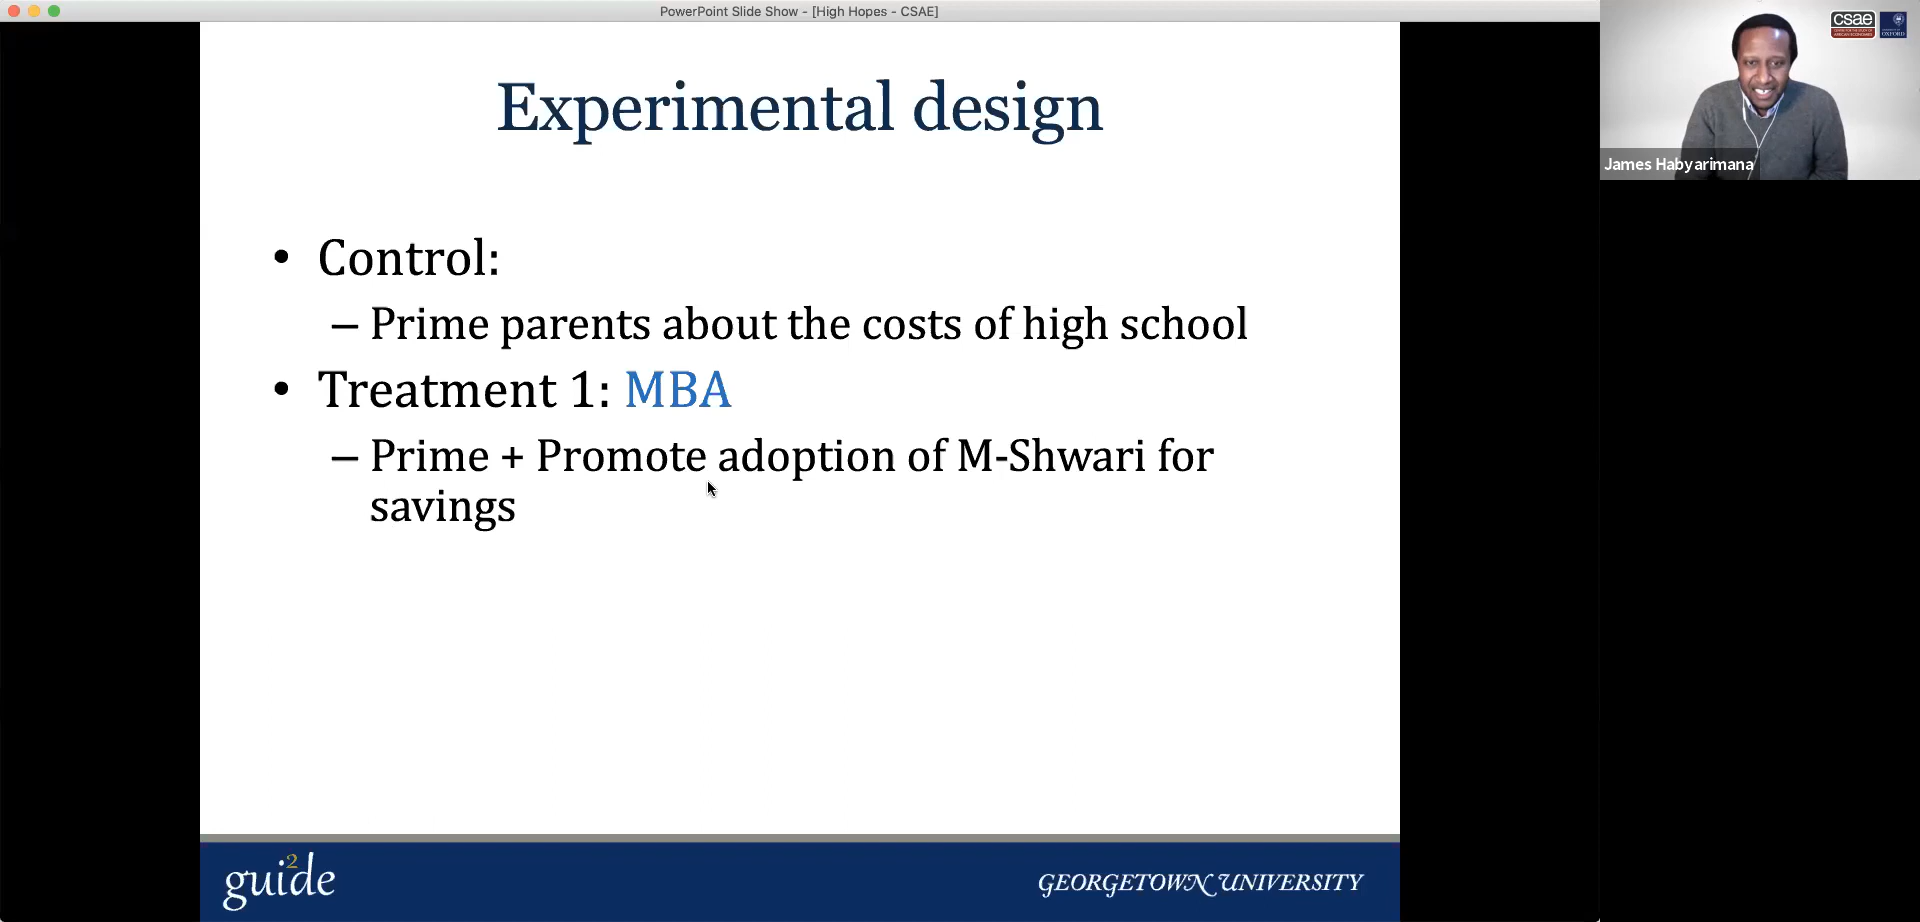 PowerPoint Slide Show - [High Hopes - CSAE]
Experimental design
• Control:
– Prime parents about the costs of high school
• Treatment 1: MBA
– Prime + Promote adoption of M-Shwari for
savings
gui2de
GEORGETOWN UNIVERSITY
csae
OXFORD
James Habyarimana